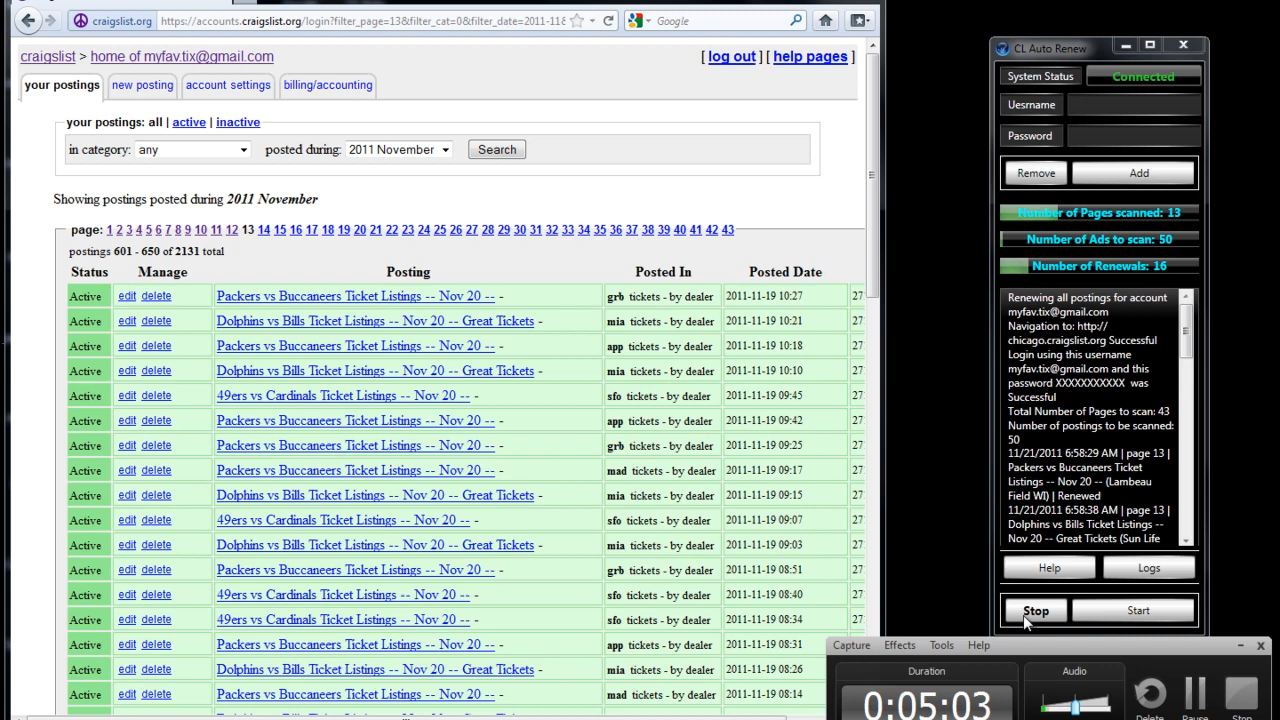 craigslist.org https://accounts.craigslist.org/login?filter_page=13&filter_cat=0&filter_date=2011-11& Google
craigslist > home of myfav.tix@gmail.com [ log out ] [ help pages ]
your postings new posting account settings billing/accounting
your postings: all | active | inactive
in category: any posted during: 2011 November Search
Showing postings posted during 2011 November
page: 1 2 3 4 5 6 7 8 9 10 11 12 13 14 15 16 17 18 19 20 21 22 23 24 25 26 27 28 29 30 31 32 33 34 35 36 37 38 39 40 41 42 43
postings 601 - 650 of 2131 total
Status Manage Posting Posted In Posted Date
Active edit delete Packers vs Buccaneers Ticket Listings -- Nov 20 -- - grb tickets - by dealer 2011-11-19 10:27 27
Active edit delete Dolphins vs Bills Ticket Listings -- Nov 20 -- Great Tickets - mia tickets - by dealer 2011-11-19 10:21 27
Active edit delete Packers vs Buccaneers Ticket Listings -- Nov 20 -- - app tickets - by dealer 2011-11-19 10:18 27
Active edit delete Dolphins vs Bills Ticket Listings -- Nov 20 -- Great Tickets - mia tickets - by dealer 2011-11-19 10:10 27
Active edit delete 49ers vs Cardinals Ticket Listings -- Nov 20 -- - sfo tickets - by dealer 2011-11-19 09:45 27
Active edit delete Packers vs Buccaneers Ticket Listings -- Nov 20 -- - app tickets - by dealer 2011-11-19 09:42 27
Active edit delete Packers vs Buccaneers Ticket Listings -- Nov 20 -- - grb tickets - by dealer 2011-11-19 09:25 27
Active edit delete Packers vs Buccaneers Ticket Listings -- Nov 20 -- - mad tickets - by dealer 2011-11-19 09:17 27
Active edit delete Dolphins vs Bills Ticket Listings -- Nov 20 -- Great Tickets - mia tickets - by dealer 2011-11-19 09:15 27
Active edit delete 49ers vs Cardinals Ticket Listings -- Nov 20 -- - sfo tickets - by dealer 2011-11-19 09:07 27
Active edit delete Dolphins vs Bills Ticket Listings -- Nov 20 -- Great Tickets - mia tickets - by dealer 2011-11-19 09:03 27
Active edit delete Packers vs Buccaneers Ticket Listings -- Nov 20 -- - grb tickets - by dealer 2011-11-19 08:51 27
Active edit delete 49ers vs Cardinals Ticket Listings -- Nov 20 -- - sfo tickets - by dealer 2011-11-19 08:40 27
Active edit delete 49ers vs Cardinals Ticket Listings -- Nov 20 -- - sfo tickets - by dealer 2011-11-19 08:34 27
Active edit delete Packers vs Buccaneers Ticket Listings -- Nov 20 -- - app tickets - by dealer 2011-11-19 08:31 27
Active edit delete Dolphins vs Bills Ticket Listings -- Nov 20 -- Great Tickets - mia tickets - by dealer 2011-11-19 08:26 27
Active edit delete Packers vs Buccaneers Ticket Listings -- Nov 20 -- - mad tickets - by dealer 2011-11-19 08:14 27
CL Auto Renew
System Status Connected
Uesrname
Password
Remove Add
Number of Pages scanned: 13
Number of Ads to scan: 50
Number of Renewals: 16
Renewing all postings for account
myfav.tix@gmail.com
Navigation to: http://
chicago.craigslist.org Successful
Login using this username
myfav.tix@gmail.com and this
password XXXXXXXXXXX was
Successful
Total Number of Pages to scan: 43
Number of postings to be scanned:
50
11/21/2011 6:58:29 AM | page 13 |
Packers vs Buccaneers Ticket
Listings -- Nov 20 -- (Lambeau
Field WI) | Renewed
11/21/2011 6:58:38 AM | page 13 |
Dolphins vs Bills Ticket Listings --
Nov 20 -- Great Tickets (Sun Life
Help Logs
Stop Start
Capture Effects Tools Help
Duration Audio
0:05:03
Delete Pause Stop